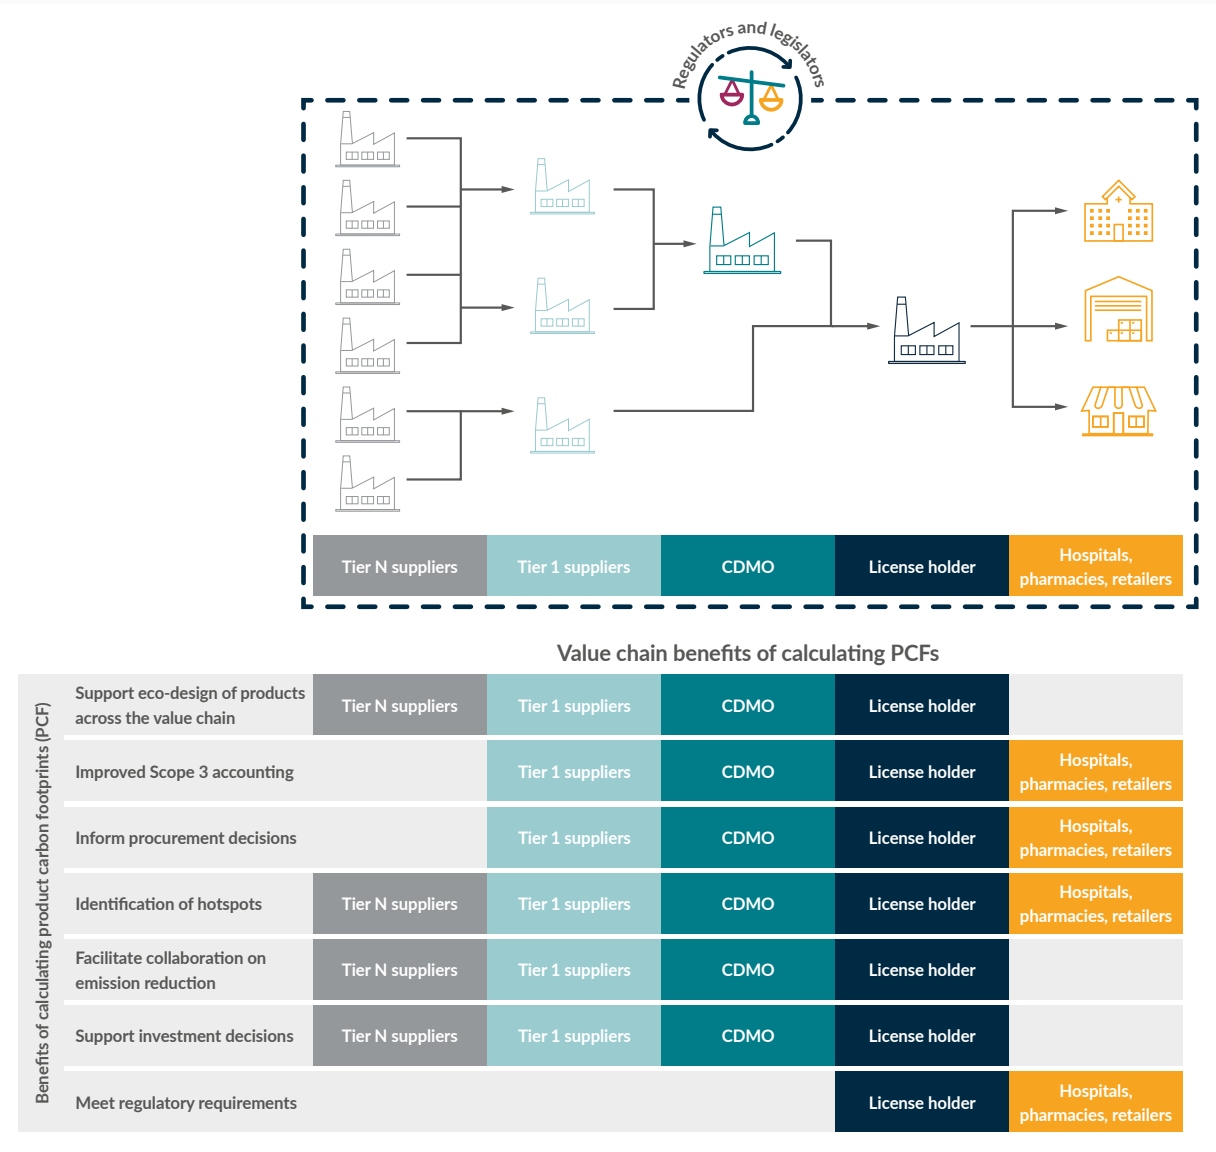 Regulators and legislators
Tier N suppliers
Tier 1 suppliers
CDMO
License holder
Hospitals,
pharmacies, retailers
Value chain benefits of calculating PCFs
Benefits of calculating product carbon footprints (PCF)
Support eco-design of products
across the value chain
Tier N suppliers
Tier 1 suppliers
CDMO
License holder
Improved Scope 3 accounting
Tier 1 suppliers
CDMO
License holder
Hospitals,
pharmacies, retailers
Inform procurement decisions
Tier 1 suppliers
CDMO
License holder
Hospitals,
pharmacies, retailers
Identification of hotspots
Tier N suppliers
Tier 1 suppliers
CDMO
License holder
Hospitals,
pharmacies, retailers
Facilitate collaboration on
emission reduction
Tier N suppliers
Tier 1 suppliers
CDMO
License holder
Support investment decisions
Tier N suppliers
Tier 1 suppliers
CDMO
License holder
Meet regulatory requirements
License holder
Hospitals,
pharmacies, retailers